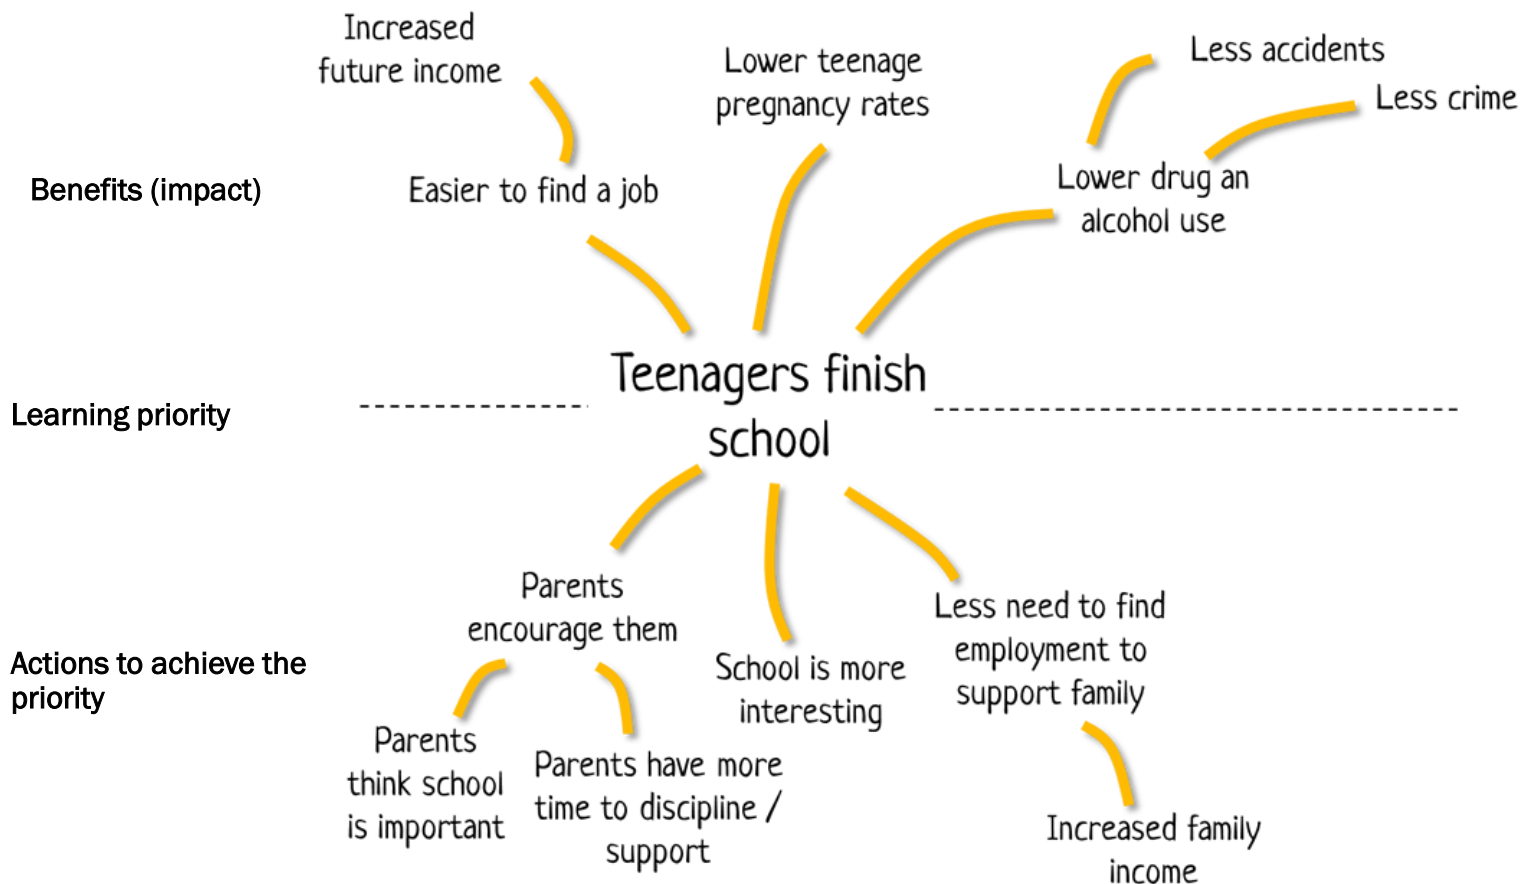 Increased
future income
Lower teenage
pregnancy rates
Less accidents
Less crime
Benefits (impact)
Easier to find a job
Lower drug an
alcohol use
Teenagers finish
school
Learning priority
Parents
encourage them
School is more
interesting
Less need to find
employment to
support family
Actions to achieve the
priority
Parents
think school
is important
Parents have more
time to discipline /
support
Increased family
income